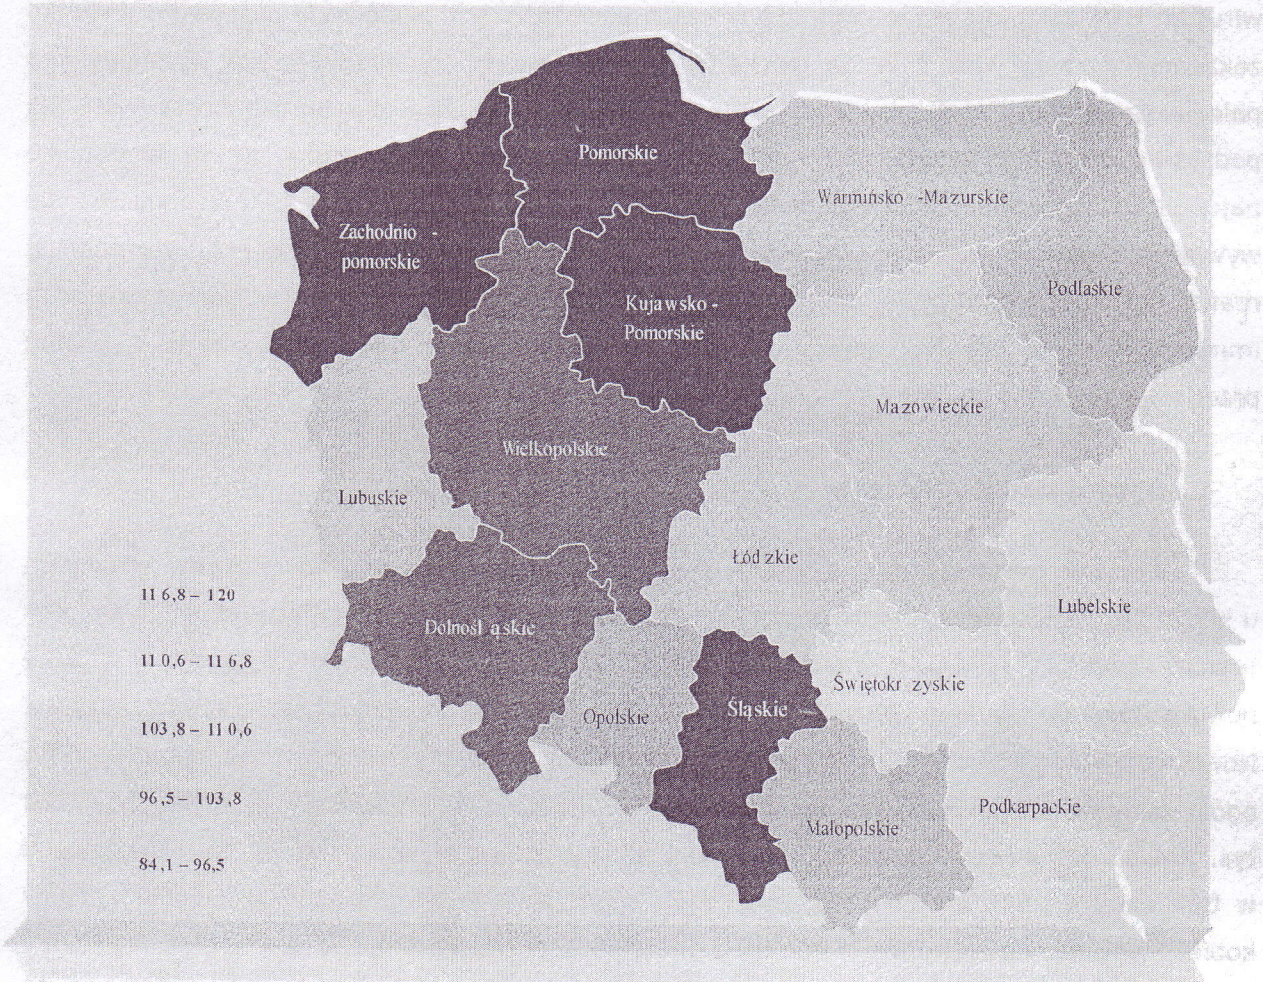 Pomorskie
Warmińsko -Mazurskie
Zachodnio -
pomorskie
Podlaskie
Kujawsko -
Pomorskie
Mazowieckie
Wielkopolskie
Lubuskie
Łódzkie
116,8 – 120
Lubelskie
Dolnośląskie
110,6 – 116,8
Świętokrzyskie
Śląskie
Opolskie
103,8 – 110,6
96,5 – 103,8
Podkarpackie
Małopolskie
84,1 – 96,5